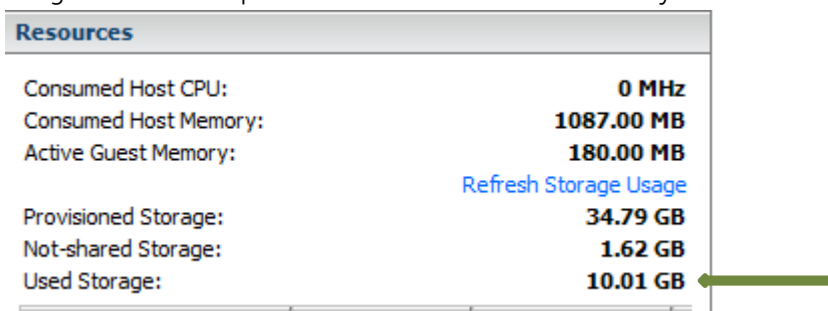 Resources
Consumed Host CPU: 0 MHz
Consumed Host Memory: 1087.00 MB
Active Guest Memory: 180.00 MB
Refresh Storage Usage
Provisioned Storage: 34.79 GB
Not-shared Storage: 1.62 GB
Used Storage: 10.01 GB